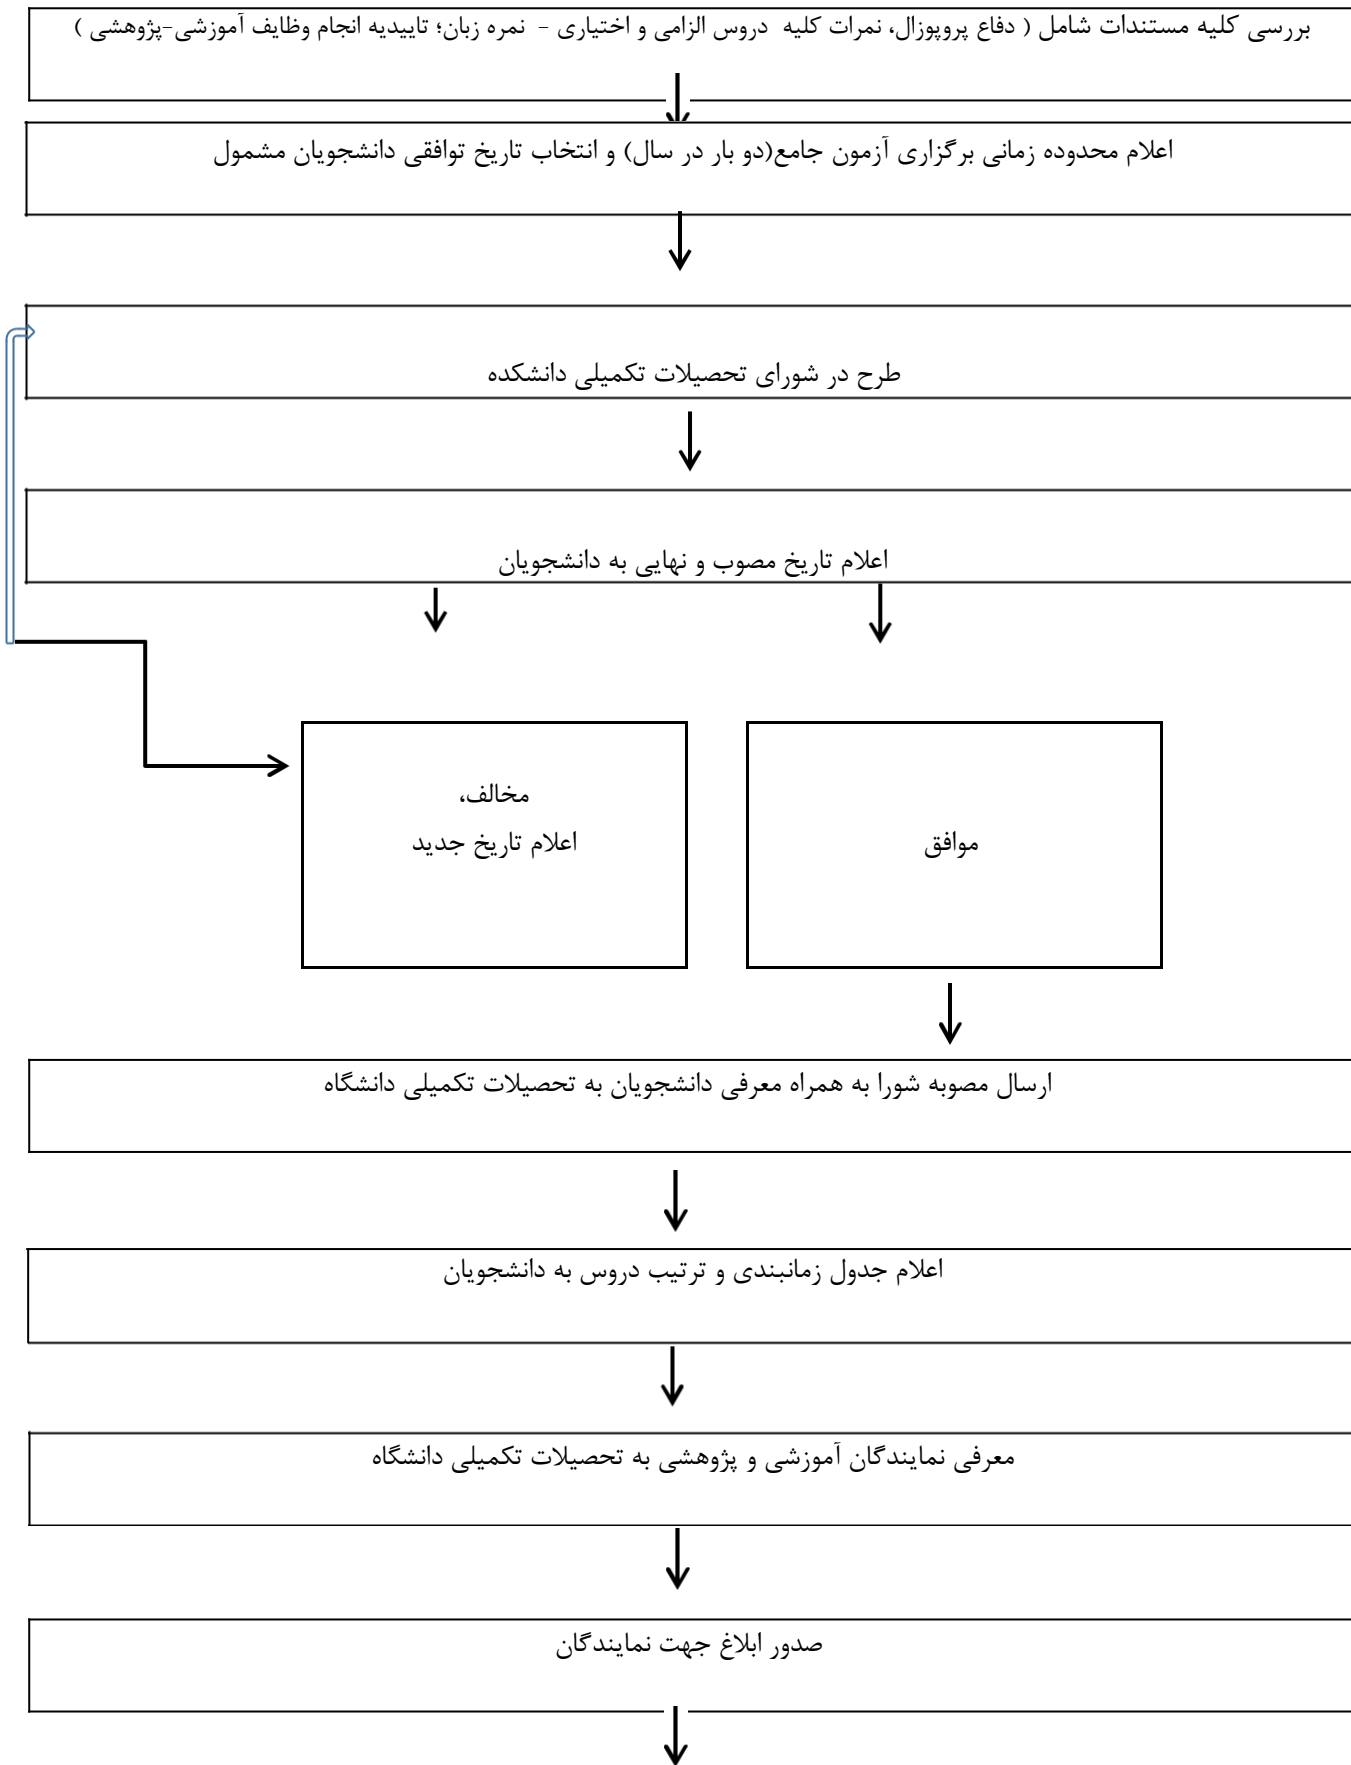 بررسی کلیه مستندات شامل ( دفاع پروپوزال، نمرات کلیه دروس الزامی و اختیاری - نمره زبان؛ تاییدیه انجام وظایف آموزشی-پژوهشی )
اعلام محدوده زمانی برگزاری آزمون جامع(دو بار در سال) و انتخاب تاریخ توافقی دانشجویان مشمول
طرح در شورای تحصیلات تکمیلی دانشکده
اعلام تاریخ مصوب و نهایی به دانشجویان
موافق
مخالف،
اعلام تاریخ جدید
ارسال مصوبه شورا به همراه معرفی دانشجویان به تحصیلات تکمیلی دانشگاه
اعلام جدول زمانبندی و ترتیب دروس به دانشجویان
معرفی نمایندگان آموزشی و پژوهشی به تحصیلات تکمیلی دانشگاه
صدور ابلاغ جهت نمایندگان